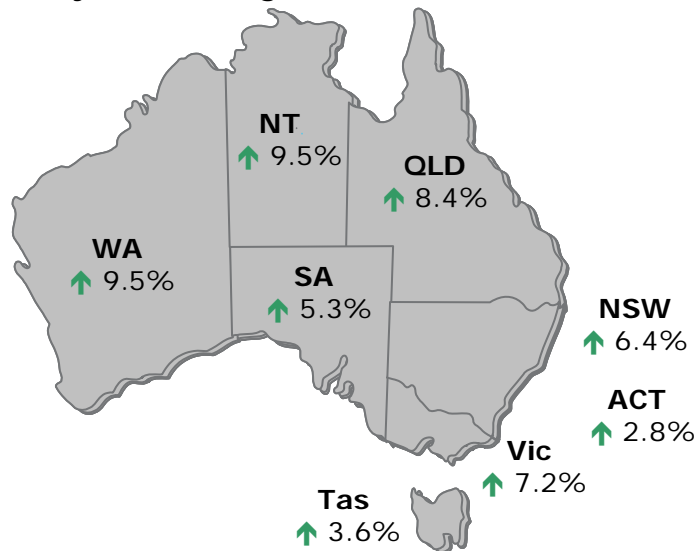 NT
↑ 9.5%
QLD
↑ 8.4%
WA
↑ 9.5%
SA
↑ 5.3%
NSW
↑ 6.4%
ACT
↑ 2.8%
Vic
↑ 7.2%
Tas
↑ 3.6%